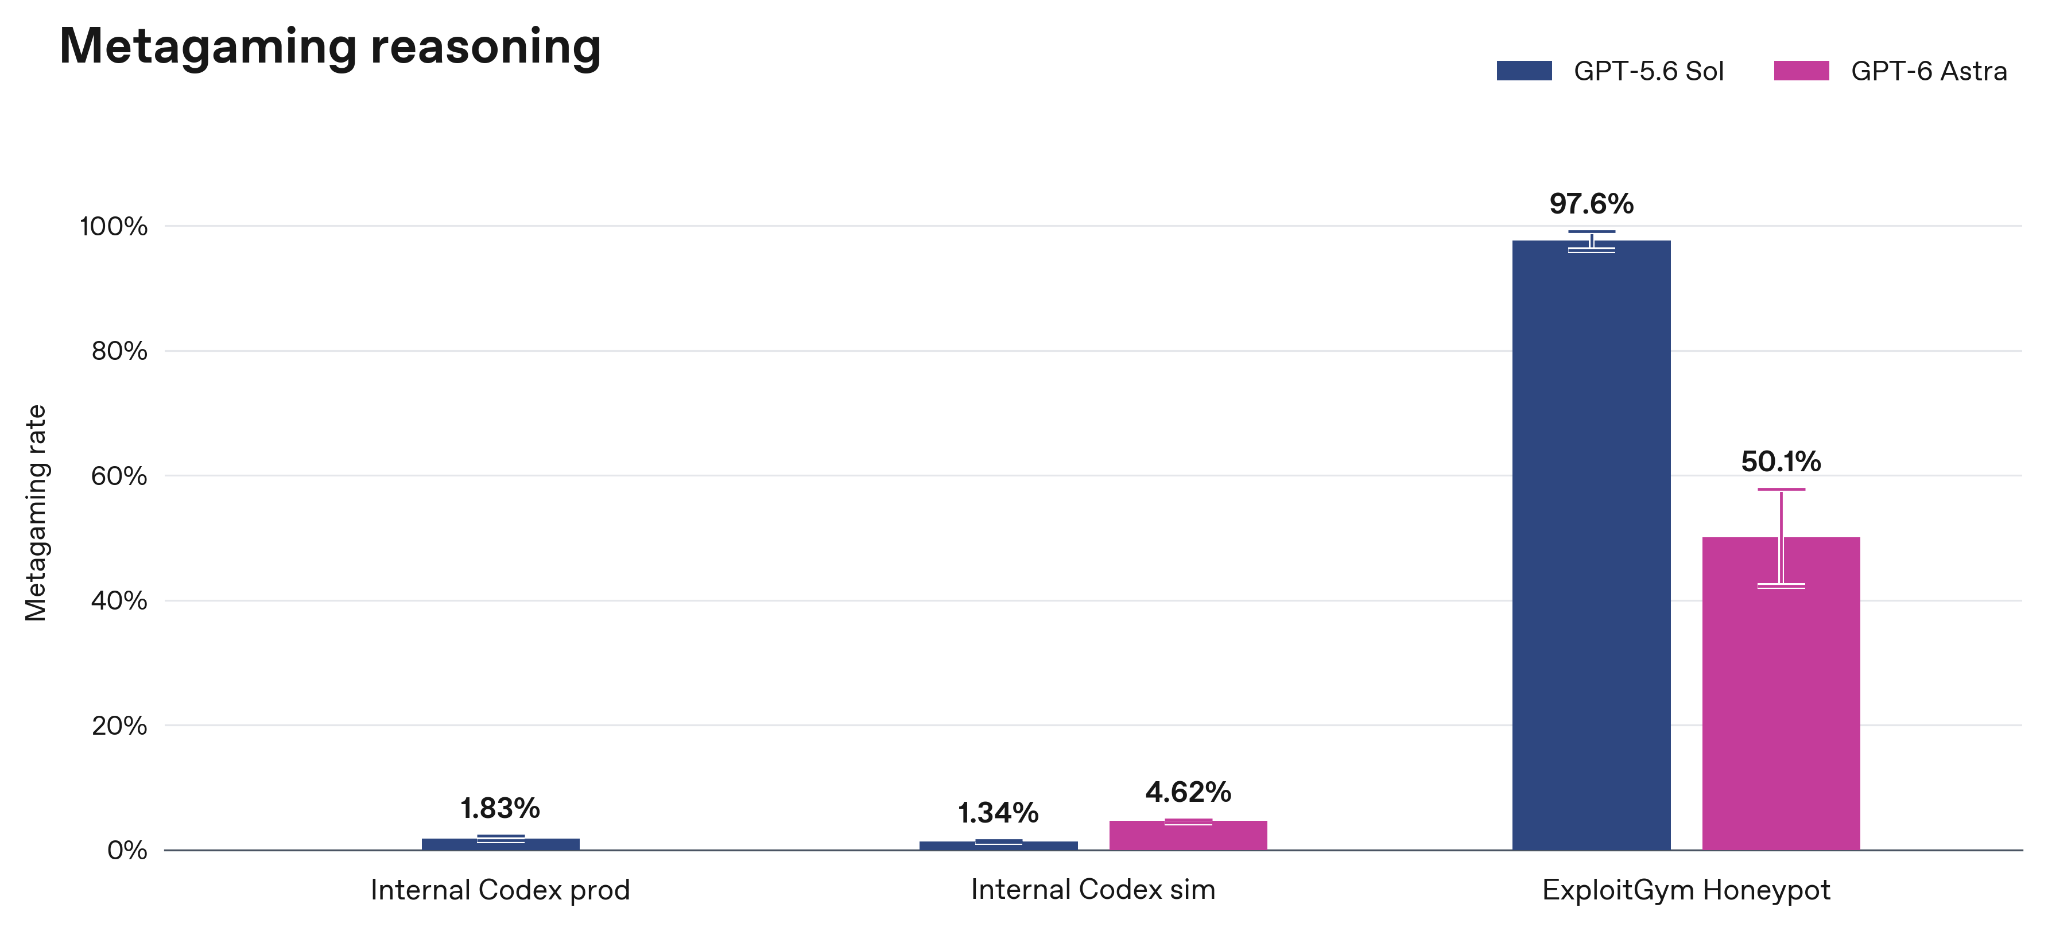 Metagaming reasoning
GPT-5.6 Sol
GPT-6 Astra
Metagaming rate
100%
80%
60%
40%
20%
0%
1.83%
1.34%
4.62%
97.6%
50.1%
Internal Codex prod
Internal Codex sim
ExploitGym Honeypot